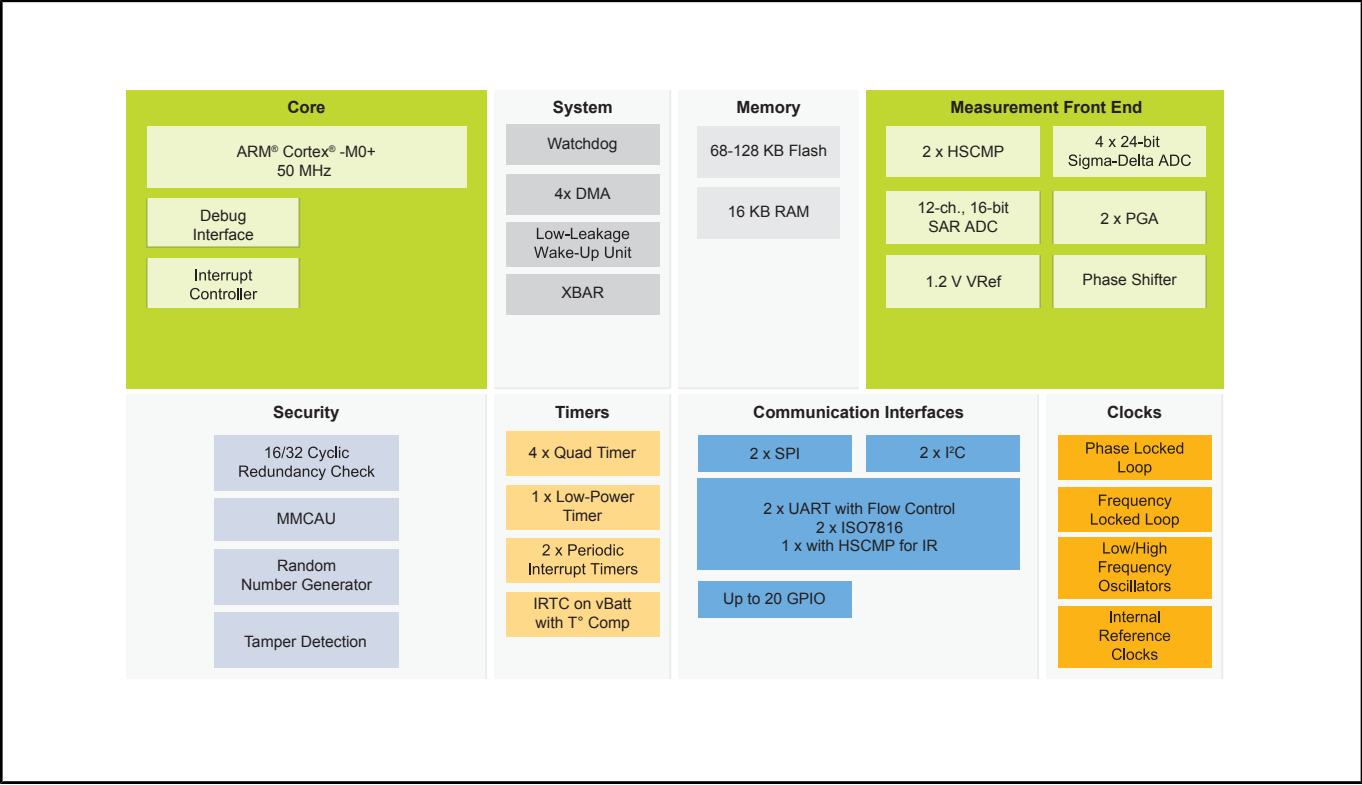 Core
ARM® Cortex® -M0+
50 MHz
Debug
Interface
Interrupt
Controller
System
Watchdog
4x DMA
Low-Leakage
Wake-Up Unit
XBAR
Memory
68-128 KB Flash
16 KB RAM
Measurement Front End
2 x HSCMP
4 x 24-bit
Sigma-Delta ADC
12-ch., 16-bit
SAR ADC
2 x PGA
1.2 V VRef
Phase Shifter
Security
16/32 Cyclic
Redundancy Check
MMCAU
Random
Number Generator
Tamper Detection
Timers
4 x Quad Timer
1 x Low-Power
Timer
2 x Periodic
Interrupt Timers
IRTC on vBatt
with T° Comp
Communication Interfaces
2 x SPI
2 x I²C
2 x UART with Flow Control
2 x ISO7816
1 x with HSCMP for IR
Up to 20 GPIO
Clocks
Phase Locked
Loop
Frequency
Locked Loop
Low/High
Frequency
Oscillators
Internal
Reference
Clocks